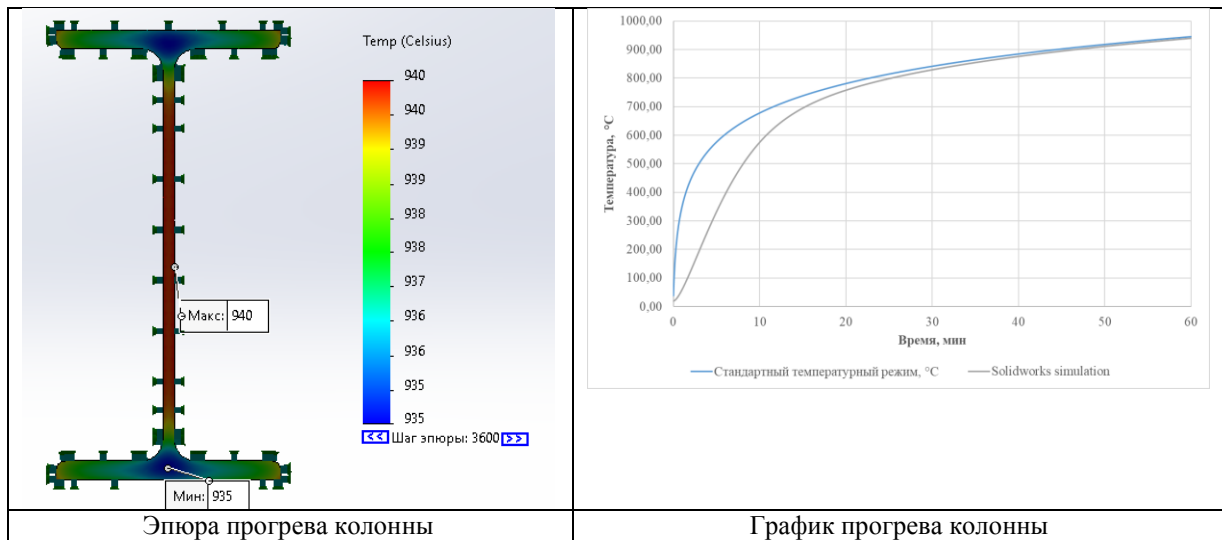 Temp (Celsius)
940
940
939
939
938
938
937
936
936
935
935
Шаг эпюры: 3600
Макс: 940
Мин: 935
Эпюра прогрева колонны
1000,00
900,00
800,00
700,00
600,00
500,00
400,00
300,00
200,00
100,00
0,00
Температура, °C
0 10 20 30 40 50 60
Время, мин
Стандартный температурный режим, °C
Solidworks simulation
График прогрева колонны